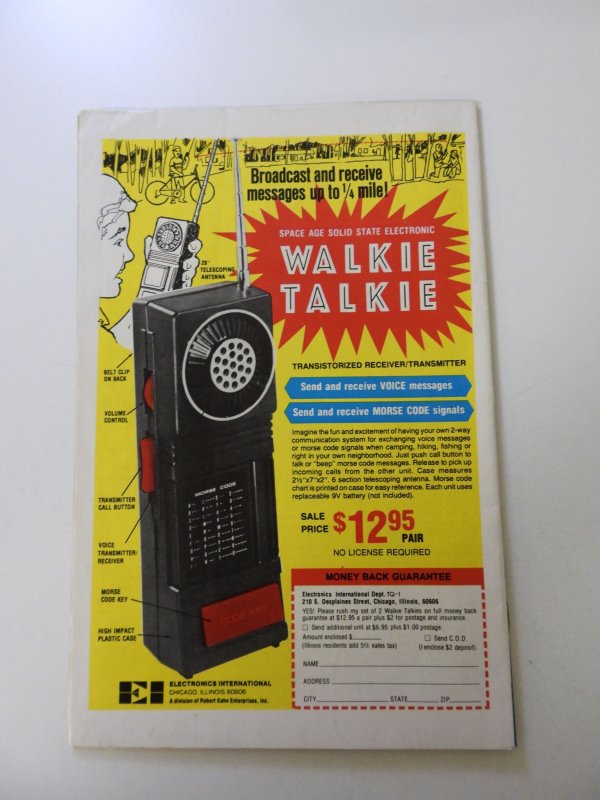 Broadcast and receive
messages up to 1/4 mile!
SPACE AGE SOLID STATE ELECTRONIC
WALKIE
TALKIE
28"
TELESCOPING
ANTENNA
BELT CLIP
ON BACK
VOLUME
CONTROL
TRANSMITTER
CALL BUTTON
VOICE
TRANSMITTER/
RECEIVER
MORSE
CODE KEY
HIGH IMPACT
PLASTIC CASE
MORSE CODE
CODE KEY
TRANSISTORIZED RECEIVER/TRANSMITTER
Send and receive VOICE messages
Send and receive MORSE CODE signals
Imagine the fun and excitement of having your own 2-way
communication system for exchanging voice messages
or morse code signals when camping, hiking, fishing or
right in your own neighborhood. Just push call button to
talk or "beep" morse code messages. Release to pick up
incoming calls from the other unit. Case measures
2½"x7"x2". 6 section telescoping antenna. Morse code
chart is printed on case for easy reference. Each unit uses
replaceable 9V battery (not included).
SALE
PRICE $12.95
PAIR
NO LICENSE REQUIRED
MONEY BACK GUARANTEE
Electronics International Dept. TQ-1
210 S. Desplaines Street, Chicago, Illinois, 60606
YES! Please rush my set of 2 Walkie Talkies on full money back
guarantee at $12.95 a pair plus $2 for postage and insurance.
☐ Send additional unit at $6.95 plus $1.00 postage.
Amount enclosed $ ☐ Send C.O.D.
(Illinois residents add 5% sales tax) (I enclose $2 deposit)
NAME
ADDRESS
CITY STATE ZIP
EI ELECTRONICS INTERNATIONAL
CHICAGO, ILLINOIS 60606
A division of Robert Kahn Enterprises, Inc.